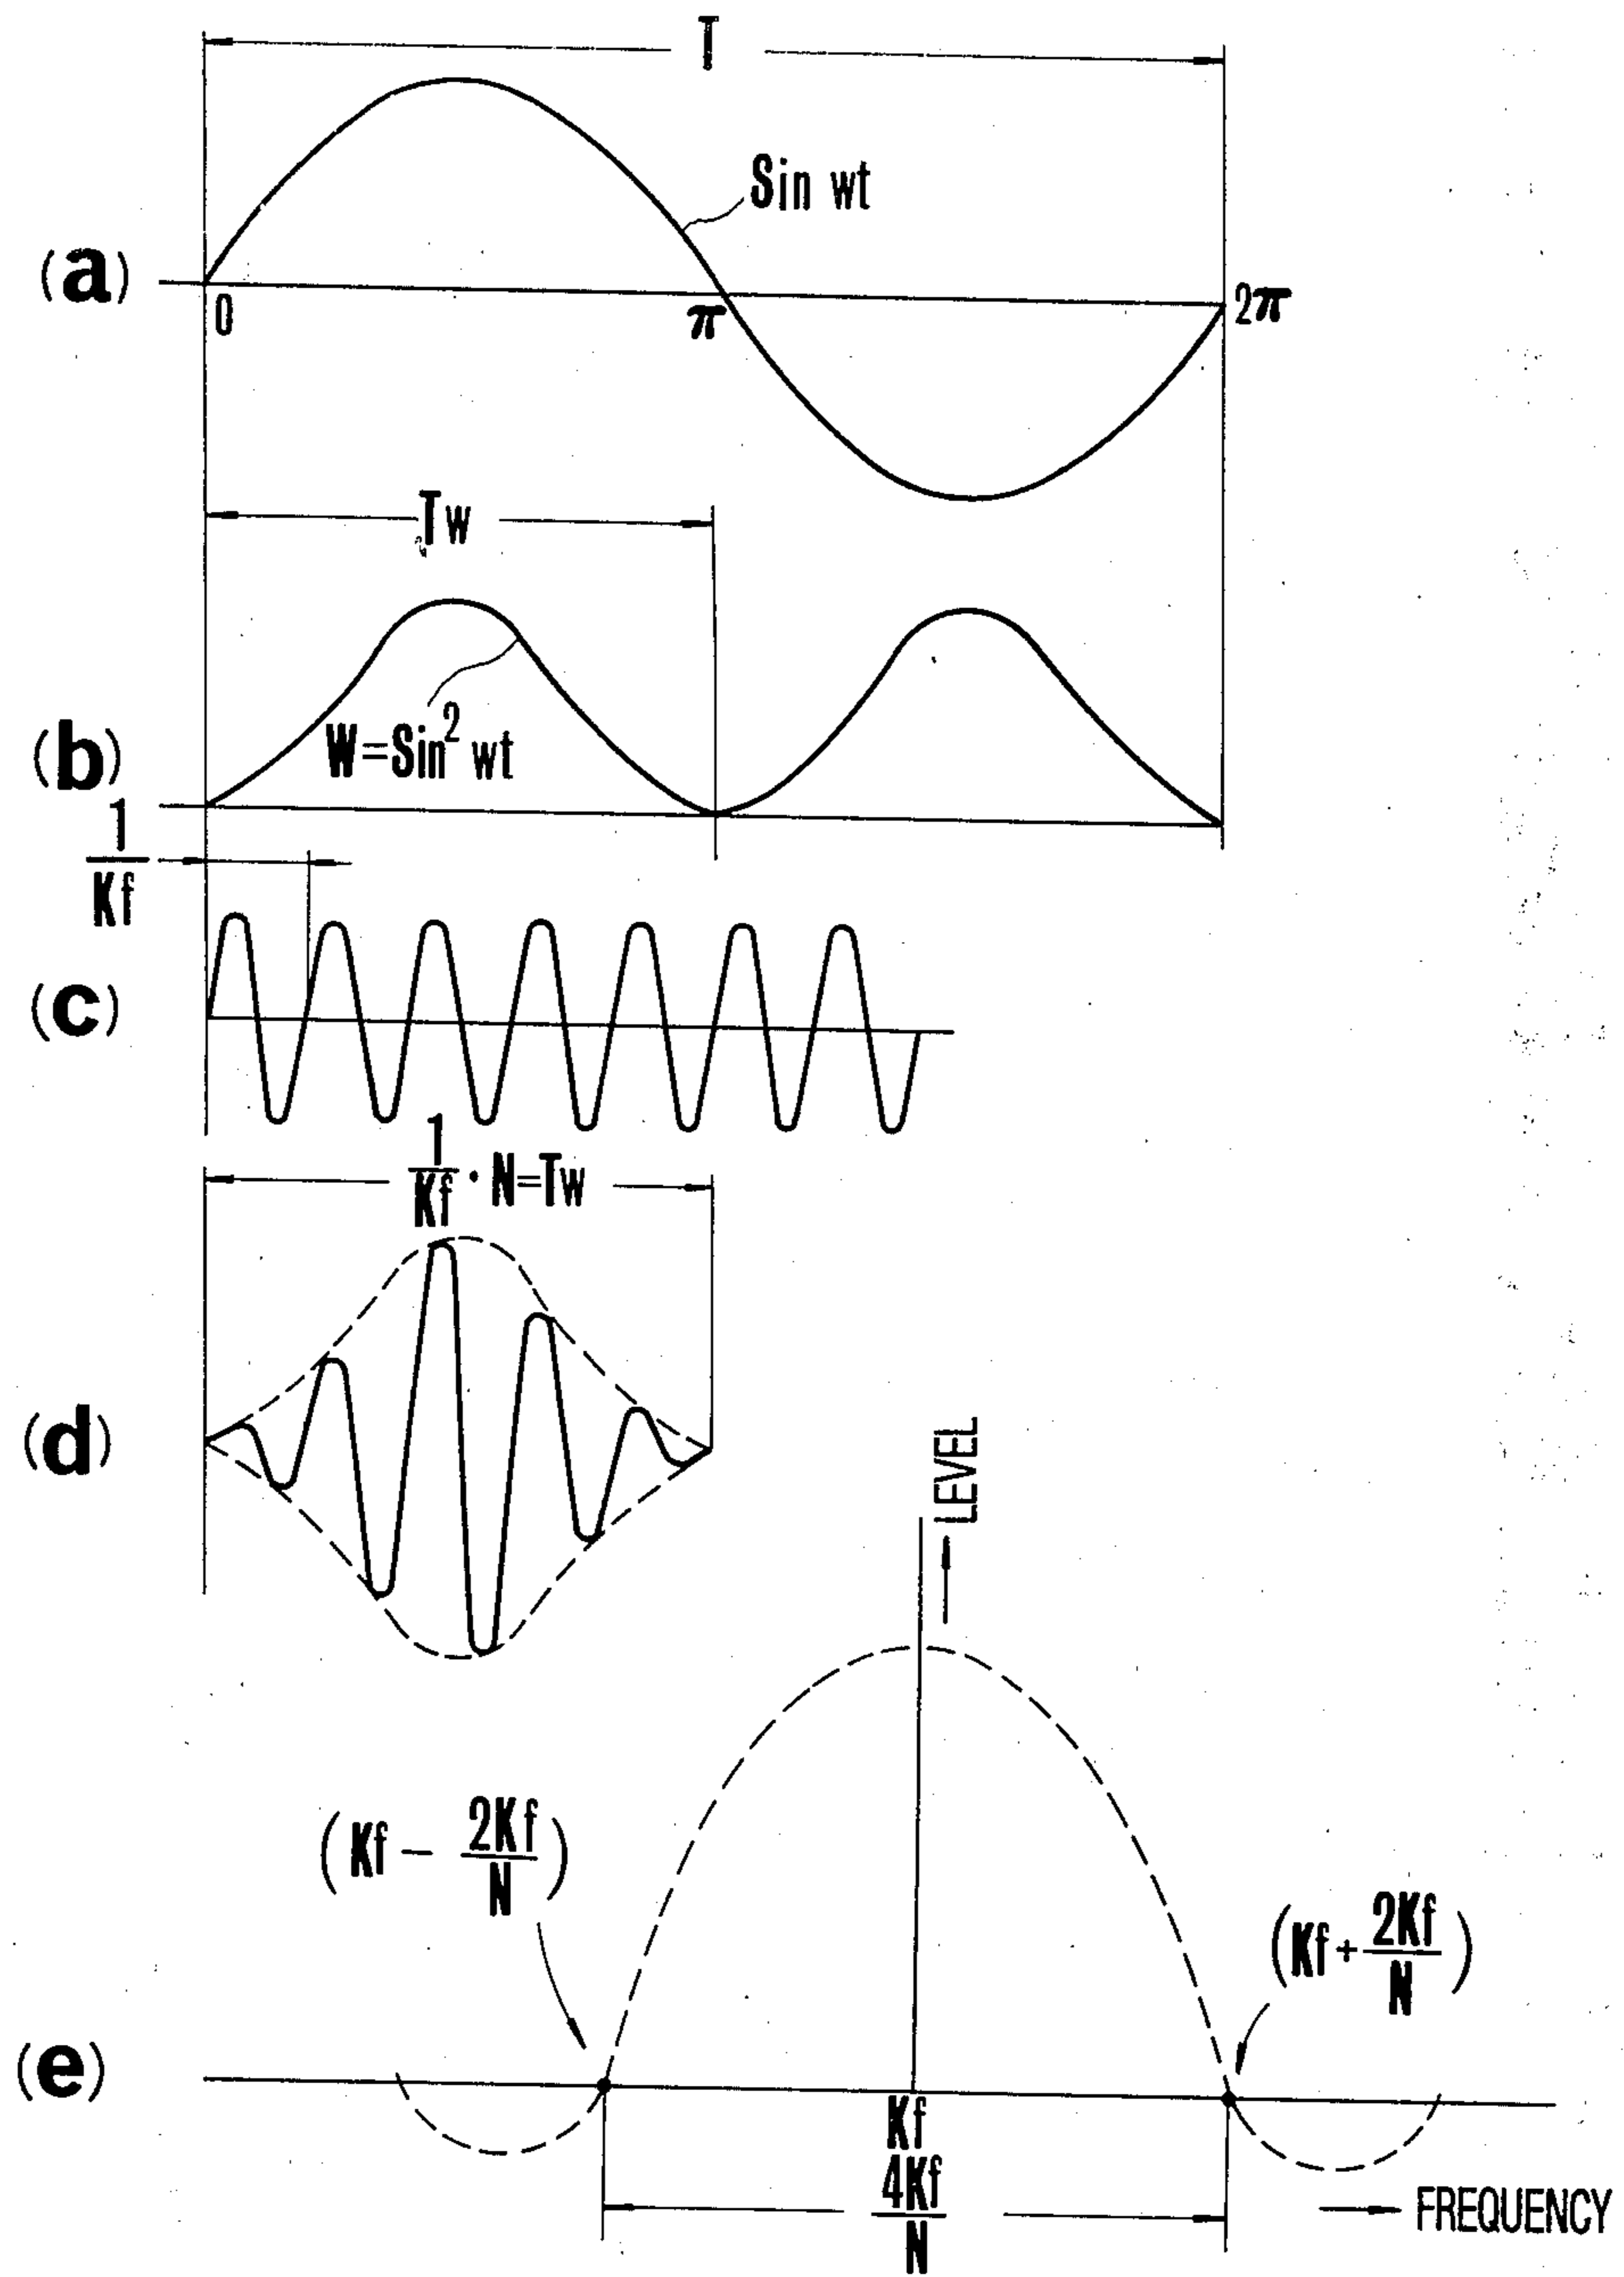 T
Sin wt
(a)
0
π
2π
Tw
W=Sin² wt
(b)
1/Kf
(c)
1/Kf · N=Tw
(d)
LEVEL
(Kf − 2Kf/N)
(Kf + 2Kf/N)
(e)
Kf
4Kf/N
FREQUENCY